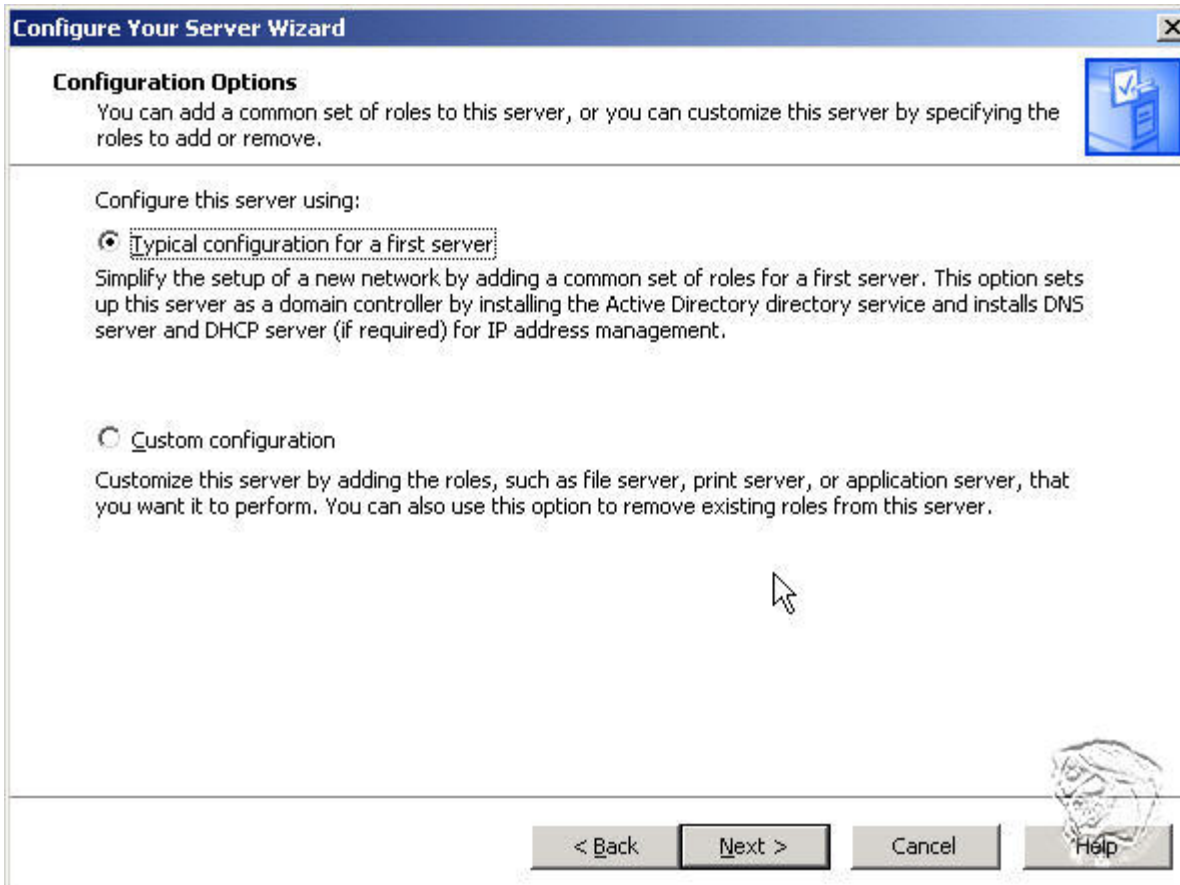 Configure Your Server Wizard
Configuration Options
You can add a common set of roles to this server, or you can customize this server by specifying the
roles to add or remove.
Configure this server using:
Typical configuration for a first server
Simplify the setup of a new network by adding a common set of roles for a first server. This option sets
up this server as a domain controller by installing the Active Directory directory service and installs DNS
server and DHCP server (if required) for IP address management.
Custom configuration
Customize this server by adding the roles, such as file server, print server, or application server, that
you want it to perform. You can also use this option to remove existing roles from this server.
< Back Next > Cancel Help